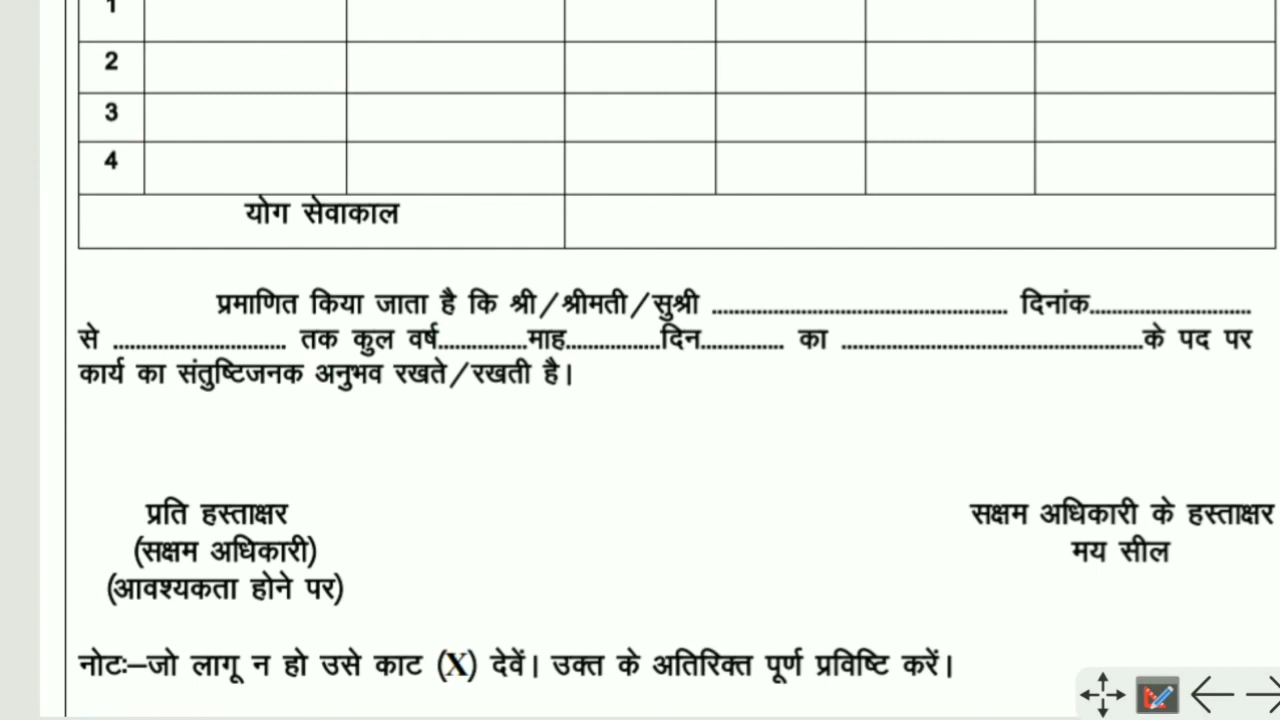 1
2
3
4
योग सेवाकाल
प्रमाणित किया जाता है कि श्री/श्रीमती/सुश्री ........................................................ दिनांक..............................
से ................................ तक कुल वर्ष.................माह..................दिन................ का .........................................................के पद पर
कार्य का संतुष्टिजनक अनुभव रखते/रखती है।
प्रति हस्ताक्षर
सक्षम अधिकारी के हस्ताक्षर
(सक्षम अधिकारी)
मय सील
(आवश्यकता होने पर)
नोटः–जो लागू न हो उसे काट (X) देवें। उक्त के अतिरिक्त पूर्ण प्रविष्टि करें।